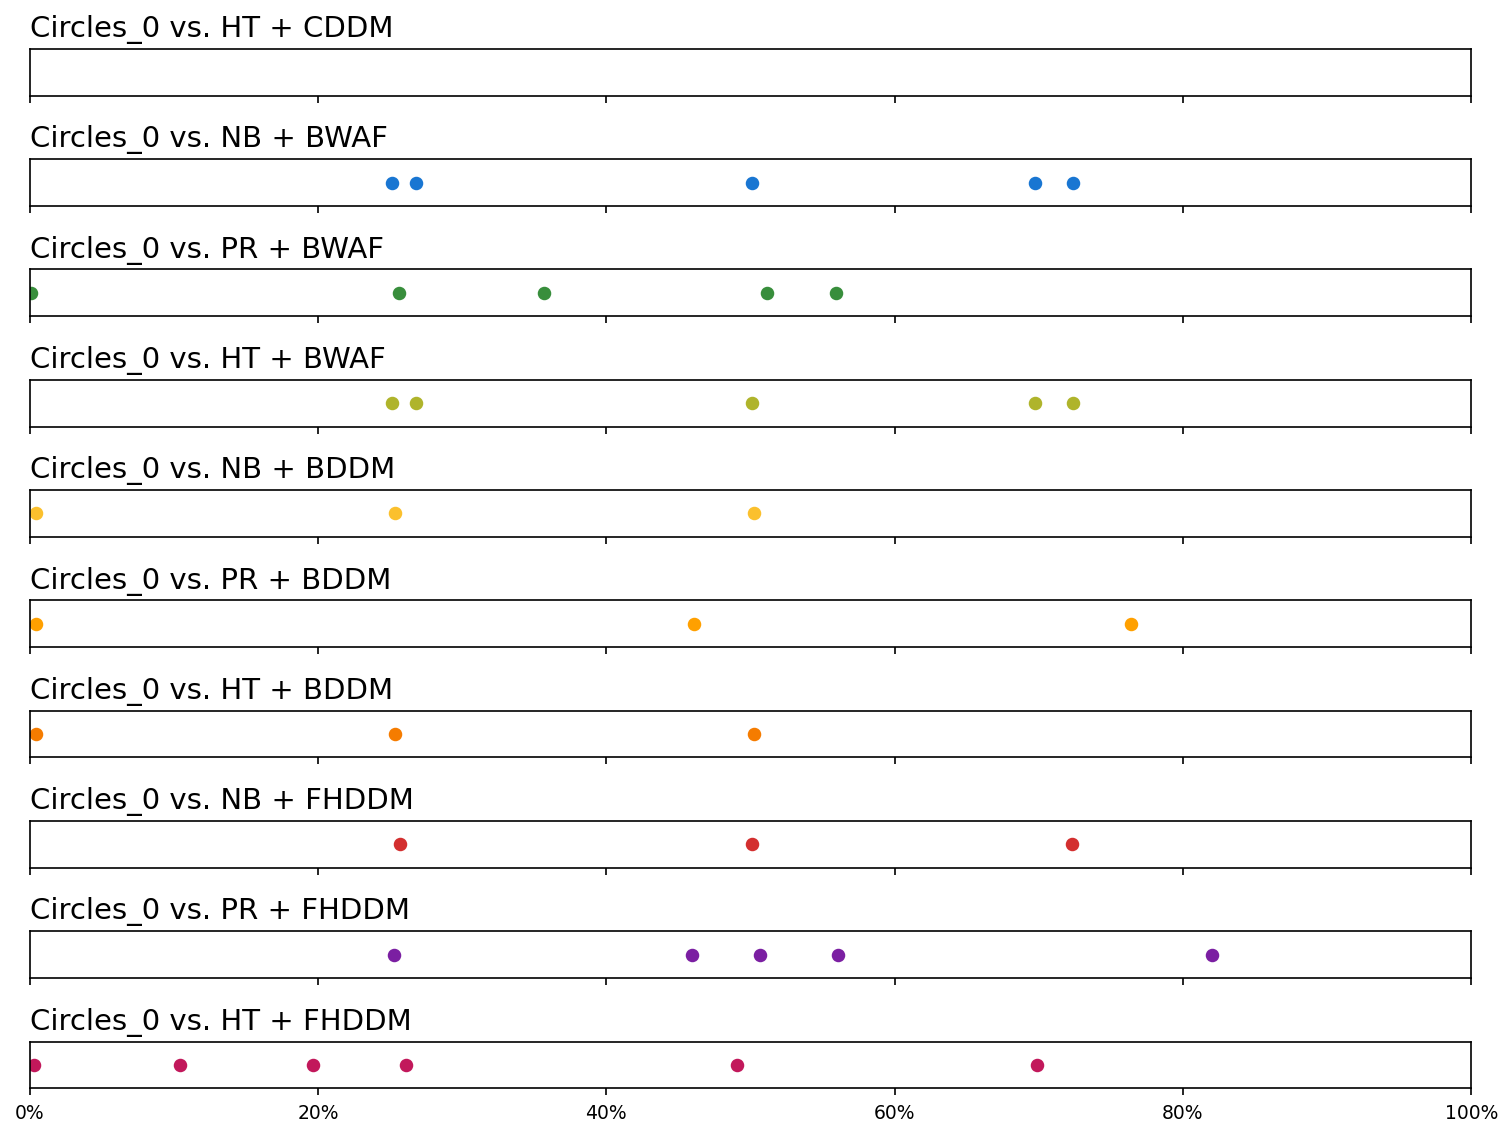 Circles_0 vs. HT + CDDM
Circles_0 vs. NB + BWAF
Circles_0 vs. PR + BWAF
Circles_0 vs. HT + BWAF
Circles_0 vs. NB + BDDM
Circles_0 vs. PR + BDDM
Circles_0 vs. HT + BDDM
Circles_0 vs. NB + FHDDM
Circles_0 vs. PR + FHDDM
Circles_0 vs. HT + FHDDM
0% 20% 40% 60% 80% 100%